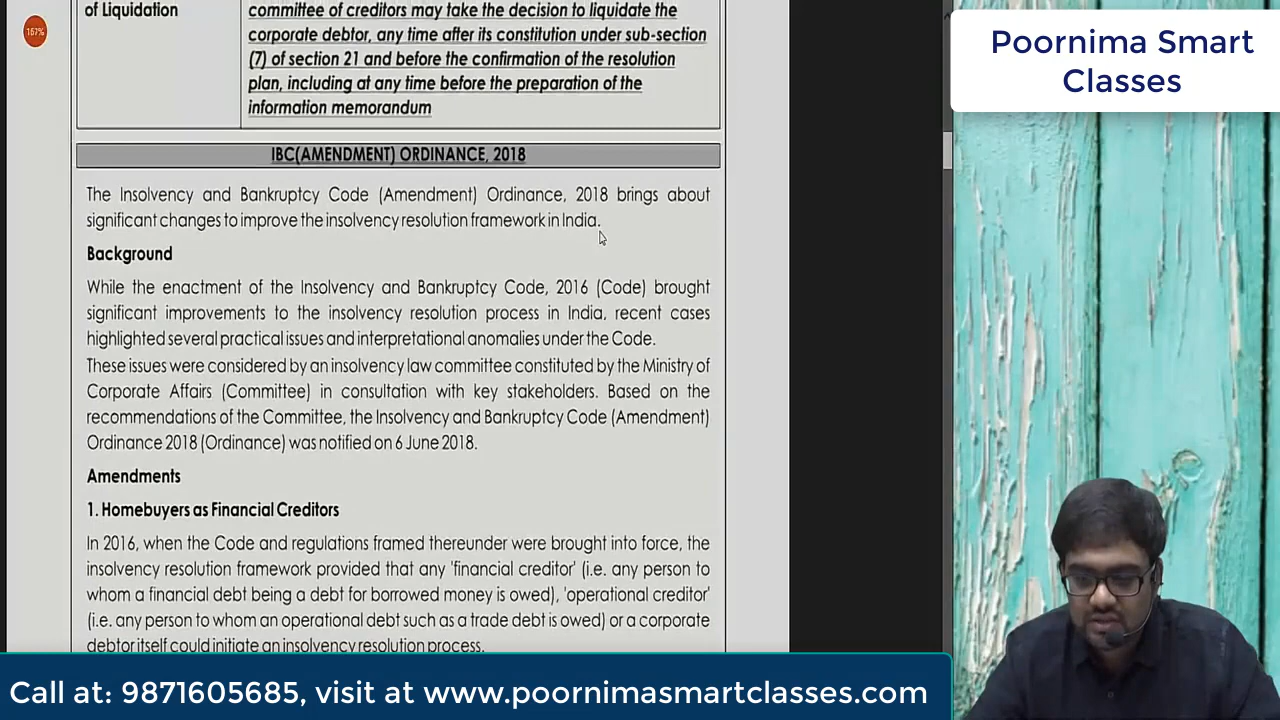 157%
of Liquidation
committee of creditors may take the decision to liquidate the
corporate debtor, any time after its constitution under sub-section
(7) of section 21 and before the confirmation of the resolution
plan, including at any time before the preparation of the
information memorandum
IBC(AMENDMENT) ORDINANCE, 2018
The Insolvency and Bankruptcy Code (Amendment) Ordinance, 2018 brings about
significant changes to improve the insolvency resolution framework in India.
Background
While the enactment of the Insolvency and Bankruptcy Code, 2016 (Code) brought
significant improvements to the insolvency resolution process in India, recent cases
highlighted several practical issues and interpretational anomalies under the Code.
These issues were considered by an insolvency law committee constituted by the Ministry of
Corporate Affairs (Committee) in consultation with key stakeholders. Based on the
recommendations of the Committee, the Insolvency and Bankruptcy Code (Amendment)
Ordinance 2018 (Ordinance) was notified on 6 June 2018.
Amendments
1. Homebuyers as Financial Creditors
In 2016, when the Code and regulations framed thereunder were brought into force, the
insolvency resolution framework provided that any 'financial creditor' (i.e. any person to
whom a financial debt being a debt for borrowed money is owed), 'operational creditor'
(i.e. any person to whom an operational debt such as a trade debt is owed) or a corporate
debtor itself could initiate an insolvency resolution process.
Poornima Smart
Classes
Call at: 9871605685, visit at www.poornimasmartclasses.com